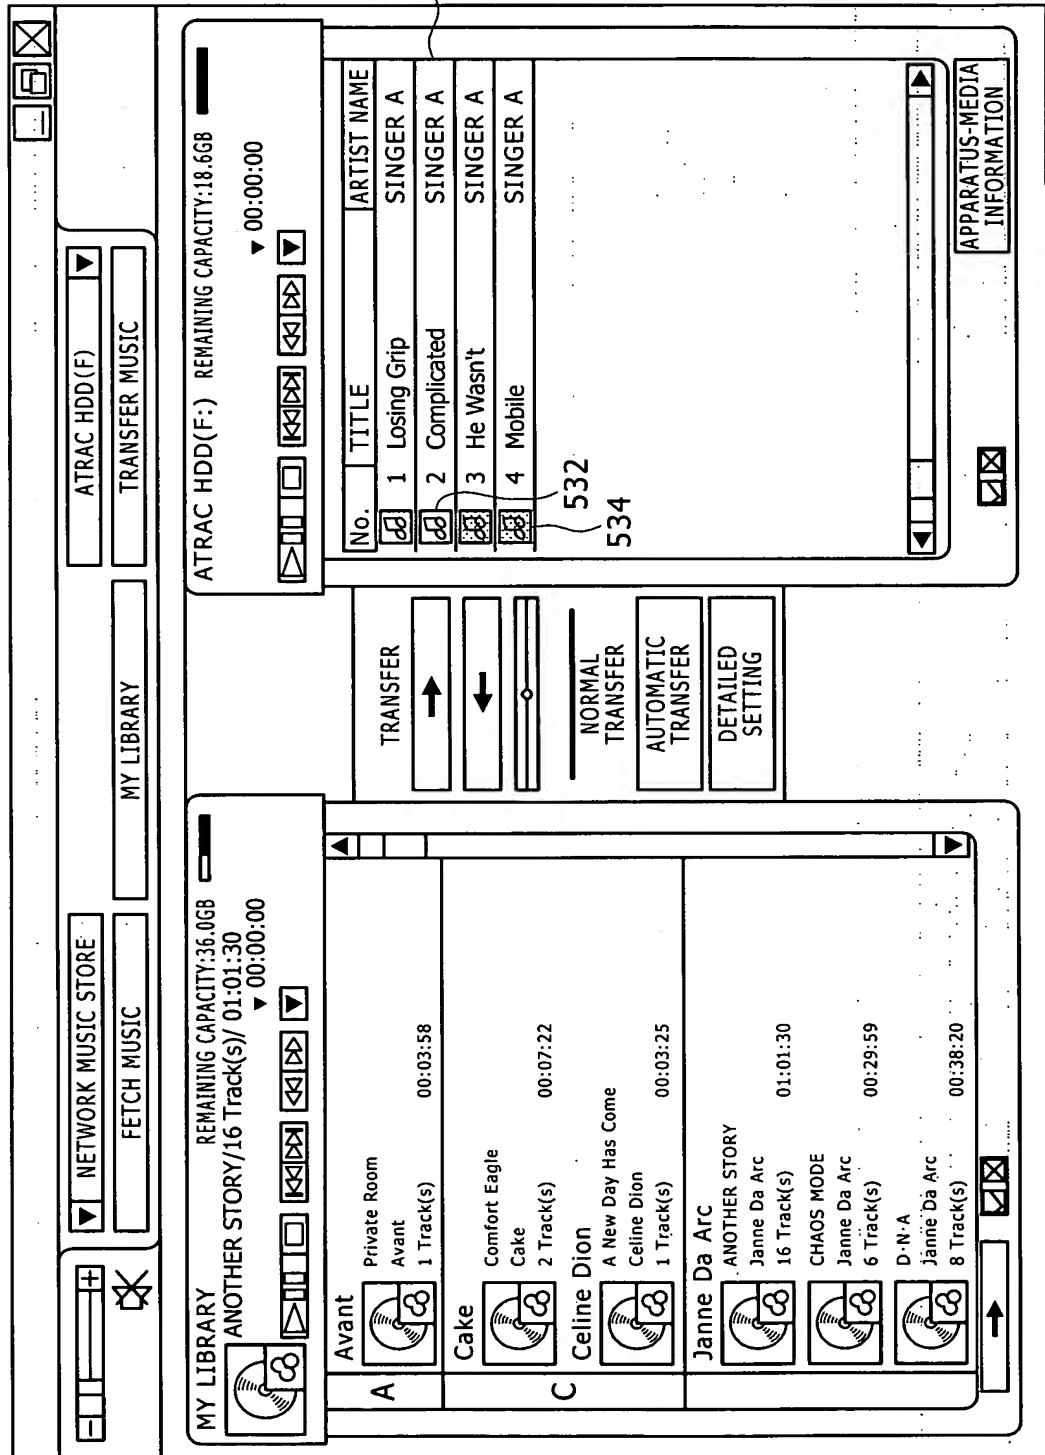 NETWORK MUSIC STORE
ATRAC HDD(F)
FETCH MUSIC
MY LIBRARY
TRANSFER MUSIC
MY LIBRARY
REMAINING CAPACITY:36.0GB
ANOTHER STORY/16 Track(s)/ 01:01:30
00:00:00
Avant
A
Private Room
Avant
1 Track(s) 00:03:58
Cake
Comfort Eagle
Cake
2 Track(s) 00:07:22
C
Celine Dion
A New Day Has Come
Celine Dion
1 Track(s) 00:03:25
Janne Da Arc
ANOTHER STORY
Janne Da Arc
16 Track(s) 01:01:30
CHAOS MODE
Janne Da Arc
6 Track(s) 00:29:59
D·N·A
Janne Da Arc
8 Track(s) 00:38:20
TRANSFER
NORMAL
TRANSFER
AUTOMATIC
TRANSFER
DETAILED
SETTING
ATRAC HDD(F:) REMAINING CAPACITY:18.6GB
00:00:00
No. TITLE ARTIST NAME
1 Losing Grip SINGER A
2 Complicated SINGER A
3 He Wasn't SINGER A
4 Mobile SINGER A
532
534
APPARATUS-MEDIA
INFORMATION